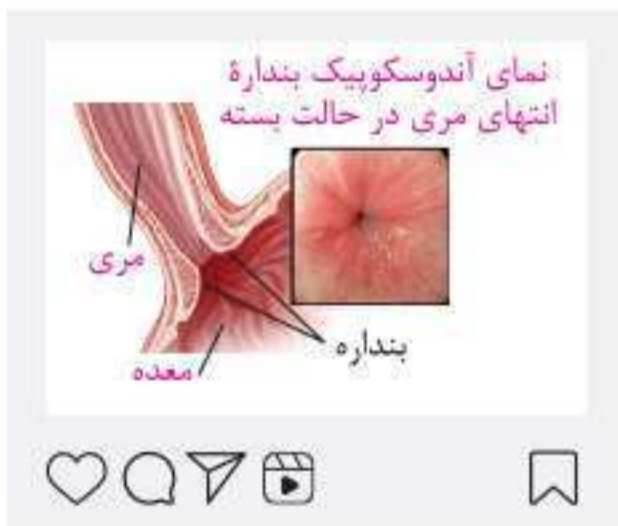 نمای آندوسکوپیک بندارهٔ
انتهای مری در حالت بسته
مری
بنداره
معده